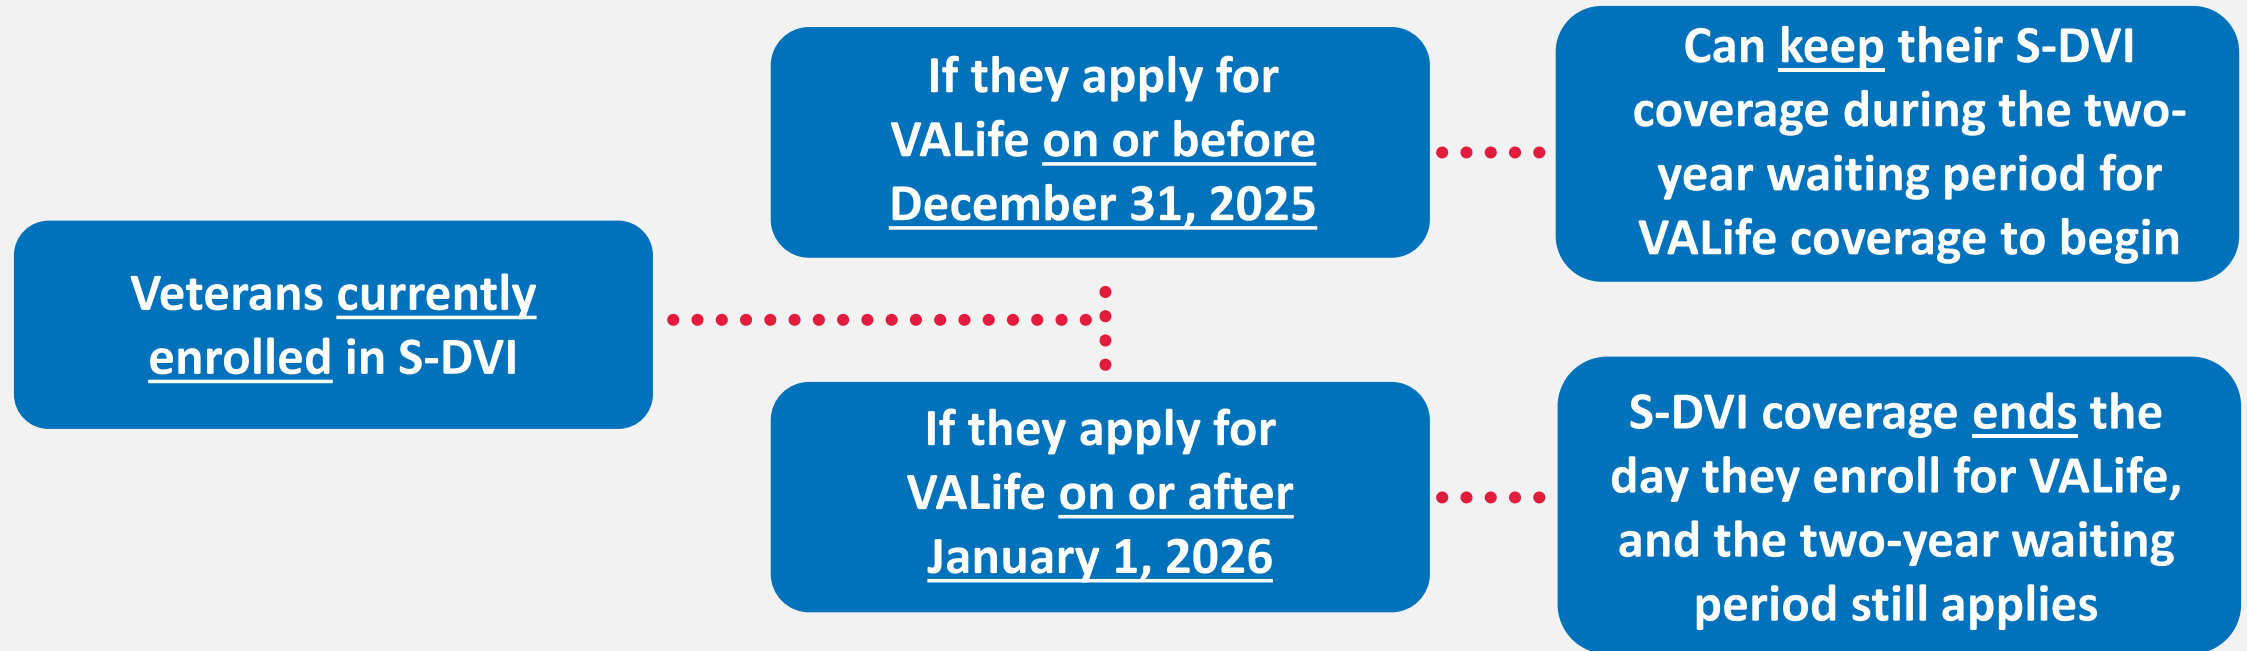 Veterans currently
enrolled in S-DVI
If they apply for
VALife on or before
December 31, 2025
Can keep their S-DVI
coverage during the two-
year waiting period for
VALife coverage to begin
If they apply for
VALife on or after
January 1, 2026
S-DVI coverage ends the
day they enroll for VALife,
and the two-year waiting
period still applies